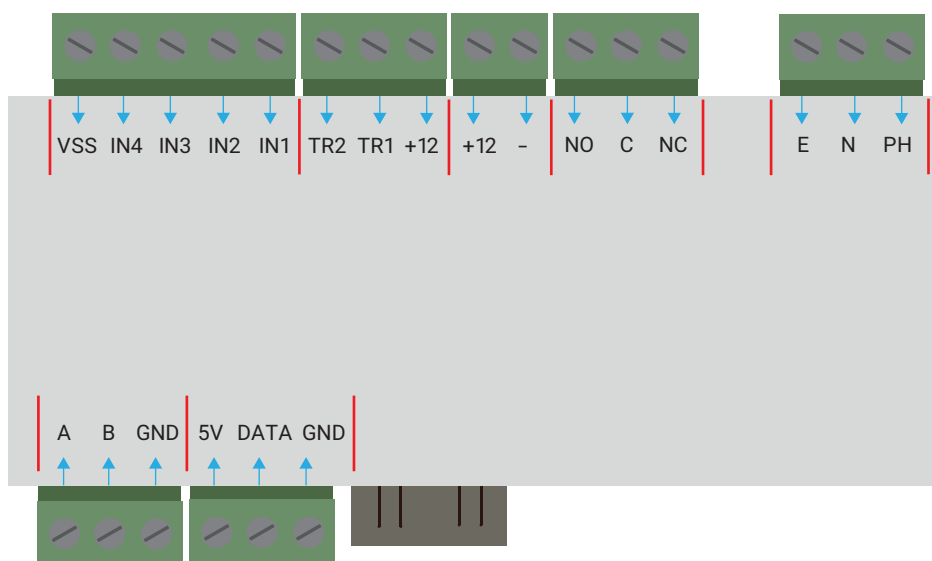 VSS IN4 IN3 IN2 IN1 TR2 TR1 +12 +12 - NO C NC E N PH
A B GND 5V DATA GND